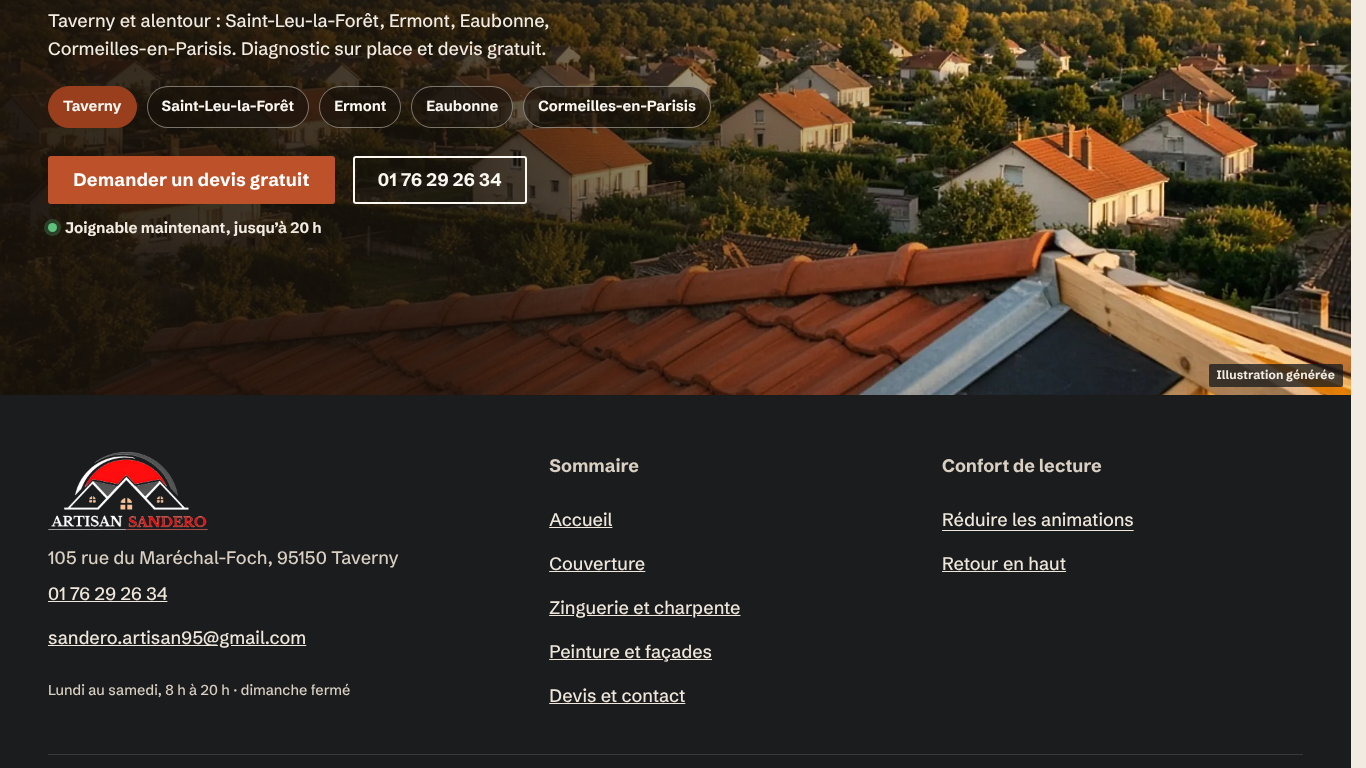 Taverny et alentour : Saint-Leu-la-Forêt, Ermont, Eaubonne,
Cormeilles-en-Parisis. Diagnostic sur place et devis gratuit.
Taverny
Saint-Leu-la-Forêt
Ermont
Eaubonne
Cormeilles-en-Parisis
Demander un devis gratuit
01 76 29 26 34
Joignable maintenant, jusqu’à 20 h
Illustration générée
ARTISAN SANDERO
105 rue du Maréchal-Foch, 95150 Taverny
01 76 29 26 34
sandero.artisan95@gmail.com
Lundi au samedi, 8 h à 20 h · dimanche fermé
Sommaire
Accueil
Couverture
Zinguerie et charpente
Peinture et façades
Devis et contact
Confort de lecture
Réduire les animations
Retour en haut